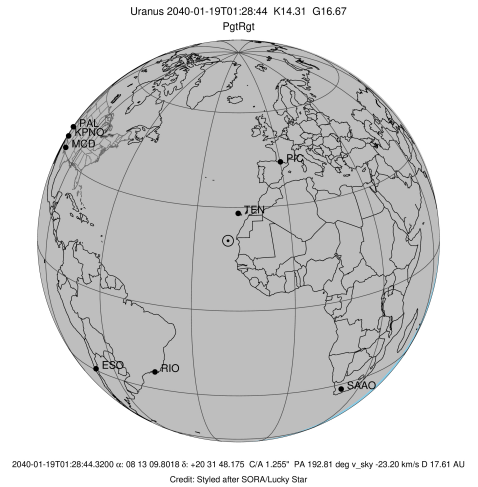 Uranus 2040-01-19T01:28:44 K14.31 G16.67
PgtRgt
PAL
KPNO
MCD
PIC
TEN
ESO
RIO
SAAO
2040-01-19T01:28:44.3200 α: 08 13 09.8018 δ: +20 31 48.175 C/A 1.255" PA 192.81 deg v_sky -23.20 km/s D 17.61 AU
Credit: Styled after SORA/Lucky Star